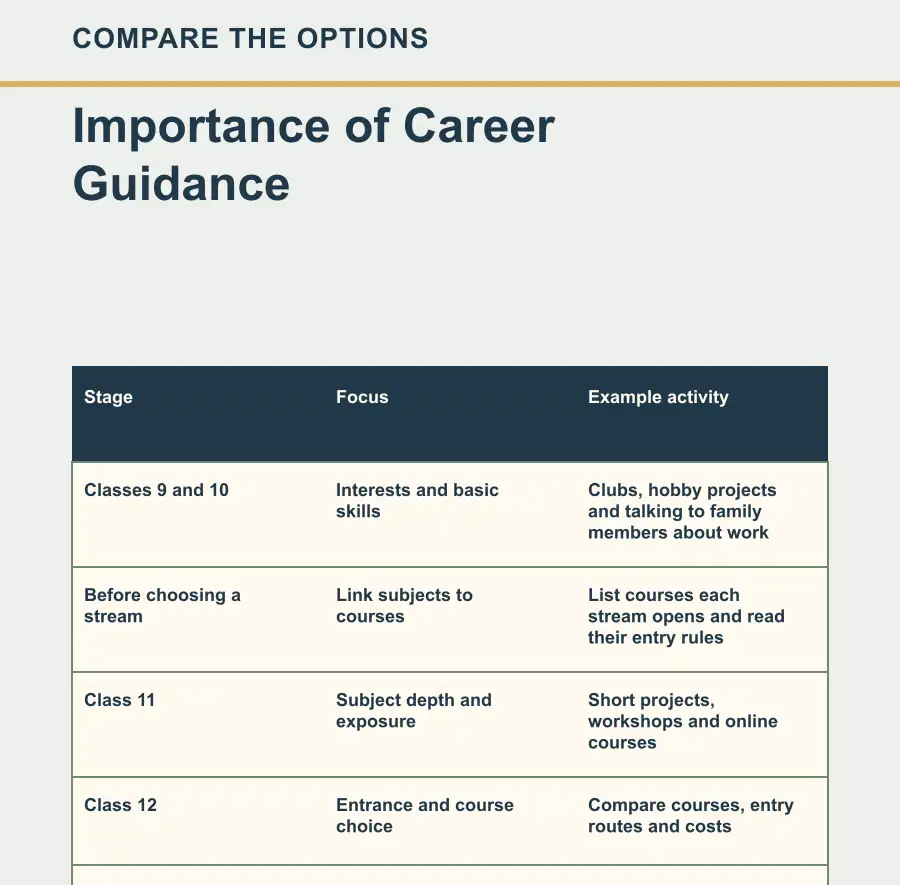 COMPARE THE OPTIONS
Importance of Career
Guidance
Stage
Focus
Example activity
Classes 9 and 10
Interests and basic
skills
Clubs, hobby projects
and talking to family
members about work
Before choosing a
stream
Link subjects to
courses
List courses each
stream opens and read
their entry rules
Class 11
Subject depth and
exposure
Short projects,
workshops and online
courses
Class 12
Entrance and course
choice
Compare courses, entry
routes and costs